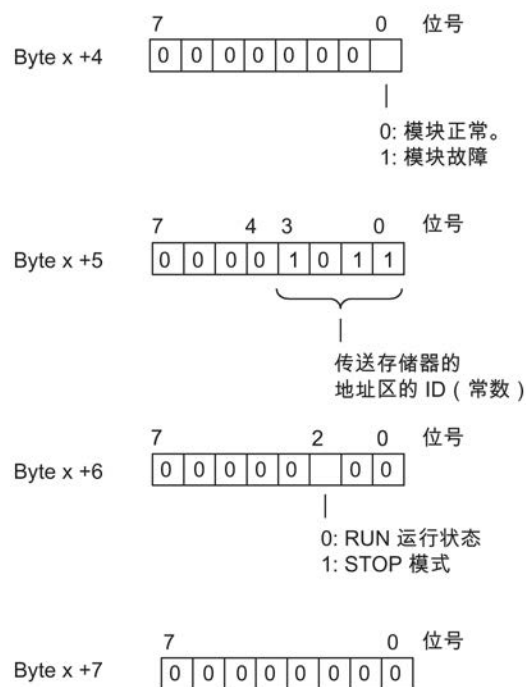 7 0 位号
Byte x +4 0 0 0 0 0 0 0
0: 模块正常。
1: 模块故障
7 4 3 0 位号
Byte x +5 0 0 0 0 1 0 1 1
传送存储器的
地址区的 ID ( 常数 )
7 2 0 位号
Byte x +6 0 0 0 0 0 0 0
0: RUN 运行状态
1: STOP 模式
7 0 位号
Byte x +7 0 0 0 0 0 0 0 0